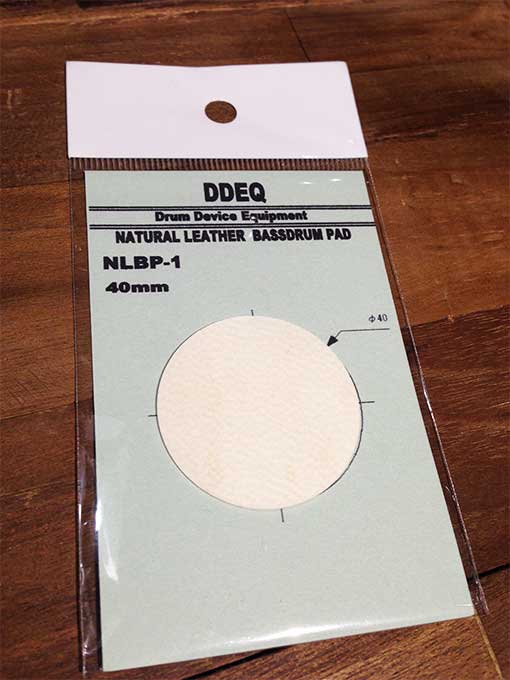 DDEQ
Drum Device Equipment
NATURAL LEATHER BASSDRUM PAD
NLBP-1
40mm
φ40